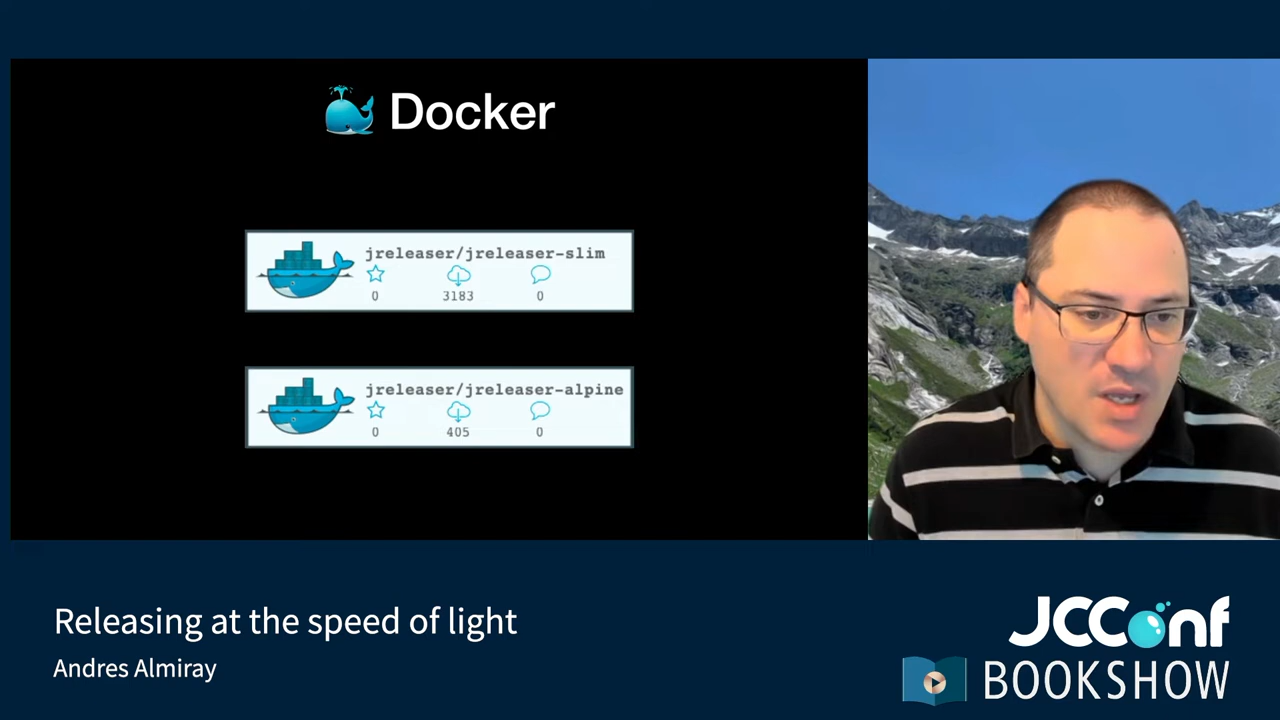 Docker
jreleaser/jreleaser-slim
0 3183 0
jreleaser/jreleaser-alpine
0 405 0
Releasing at the speed of light
Andres Almiray
JCConf
BOOKSHOW